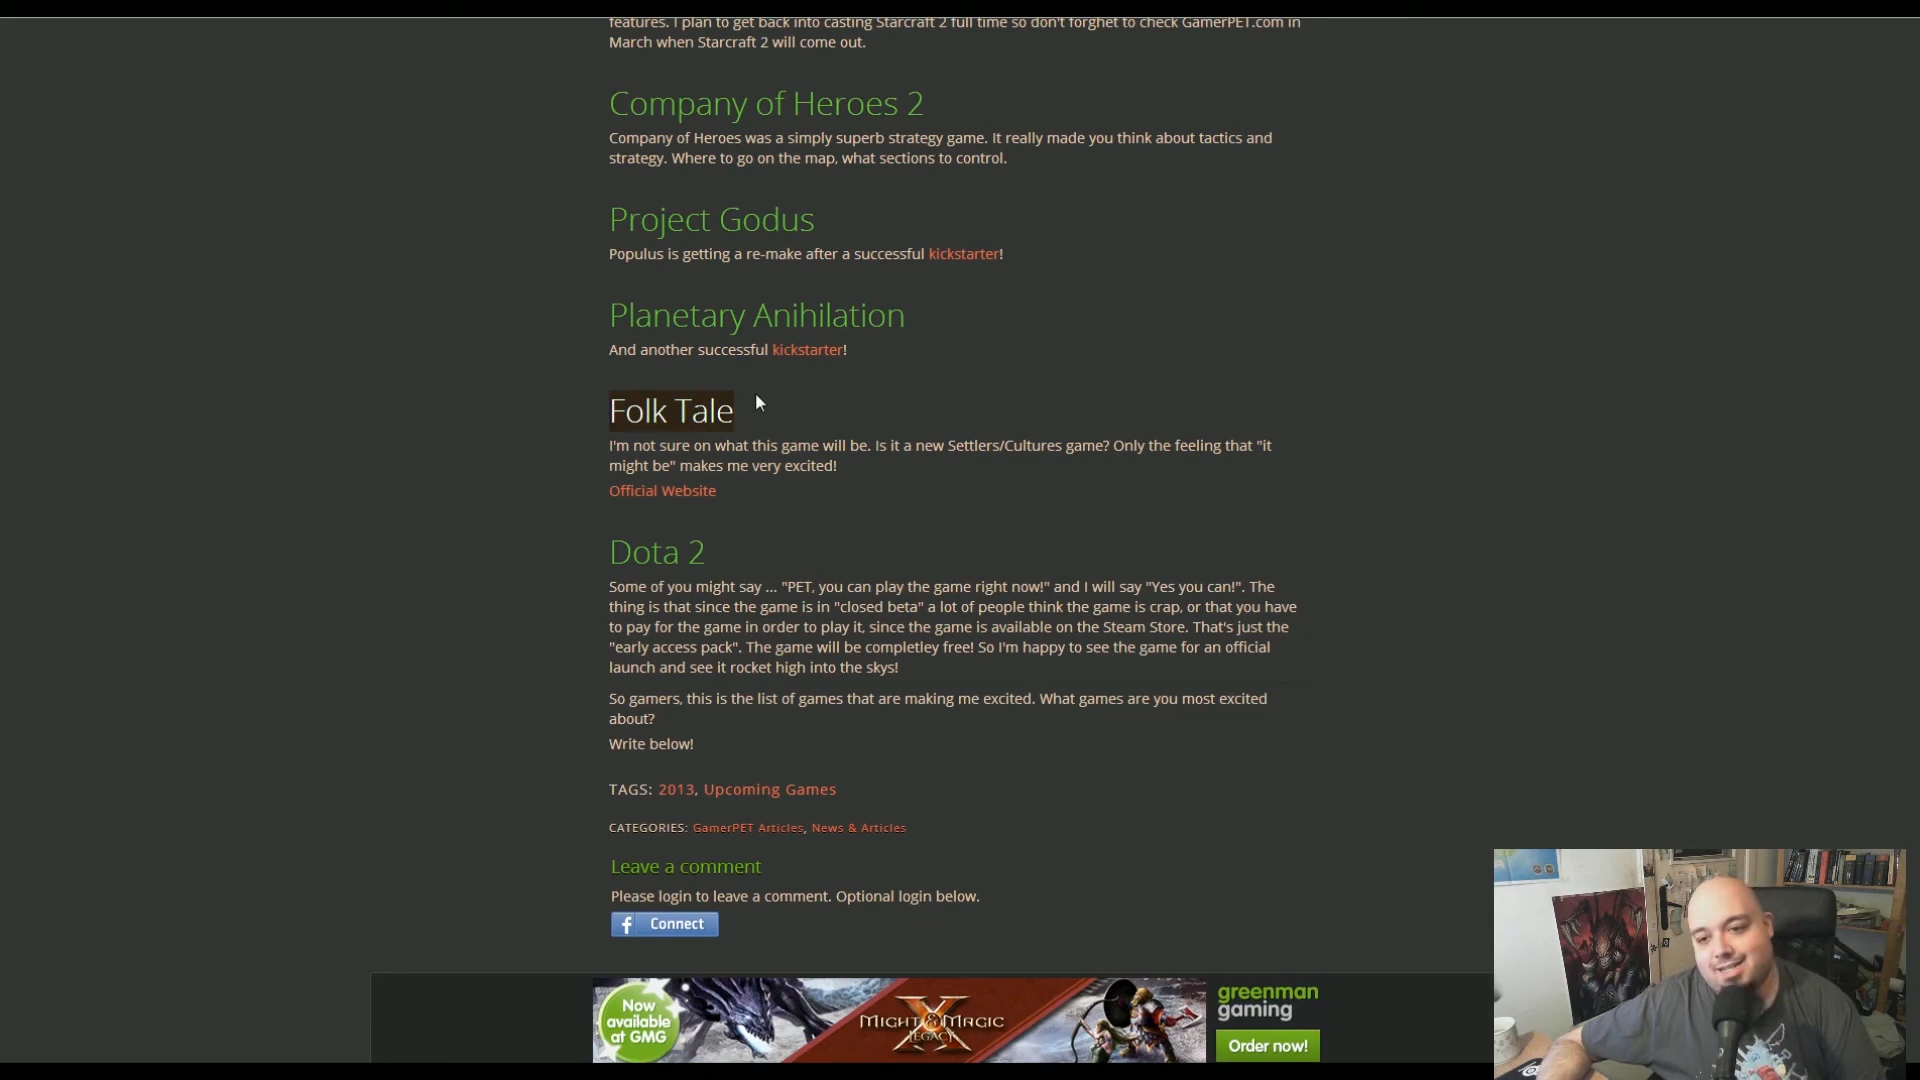 features. I plan to get back into casting Starcraft 2 full time so don't forghet to check GamerPET.com in
March when Starcraft 2 will come out.
Company of Heroes 2
Company of Heroes was a simply superb strategy game. It really made you think about tactics and
strategy. Where to go on the map, what sections to control.
Project Godus
Populus is getting a re-make after a successful kickstarter!
Planetary Anihilation
And another successful kickstarter!
Folk Tale
I'm not sure on what this game will be. Is it a new Settlers/Cultures game? Only the feeling that "it
might be" makes me very excited!
Official Website
Dota 2
Some of you might say ... "PET, you can play the game right now!" and I will say "Yes you can!". The
thing is that since the game is in "closed beta" a lot of people think the game is crap, or that you have
to pay for the game in order to play it, since the game is available on the Steam Store. That's just the
"early access pack". The game will be completley free! So I'm happy to see the game for an official
launch and see it rocket high into the skys!
So gamers, this is the list of games that are making me excited. What games are you most excited
about?
Write below!
TAGS: 2013, Upcoming Games
CATEGORIES: GamerPET Articles, News & Articles
Leave a comment
Please login to leave a comment. Optional login below.
f Connect
Now
available
at GMG
MIGHT & MAGIC
X
LEGACY
greenman
gaming
Order now!